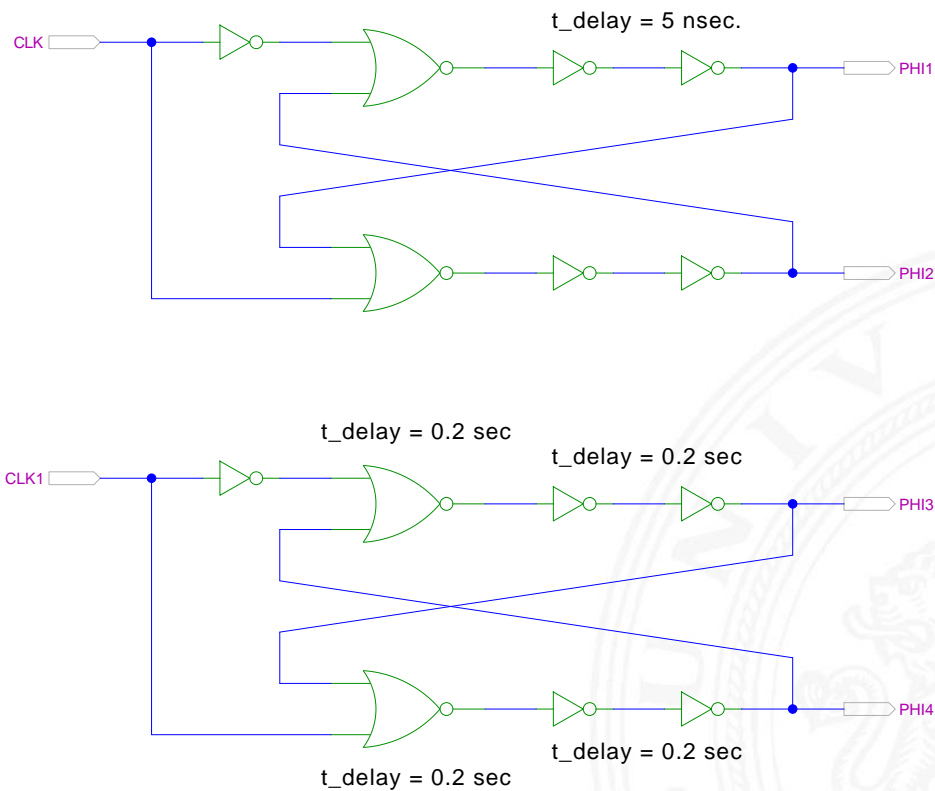 t_delay = 5 nsec.
CLK
PHI1
PHI2
t_delay = 0.2 sec
t_delay = 0.2 sec
CLK1
PHI3
PHI4
t_delay = 0.2 sec
t_delay = 0.2 sec